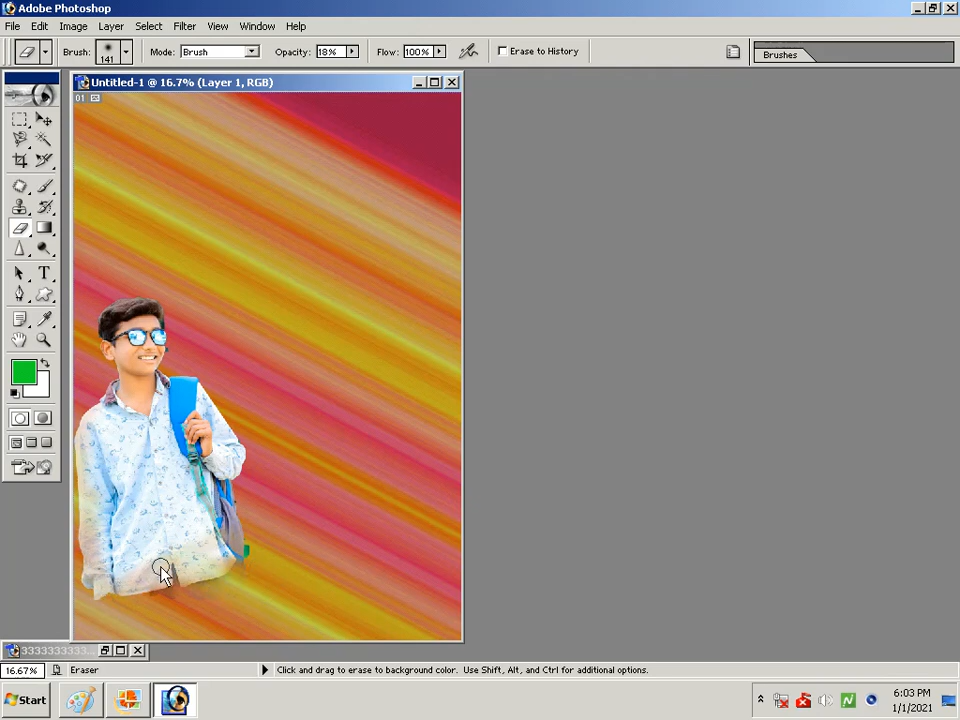 Adobe Photoshop
File Edit Image Layer Select Filter View Window Help
Brush: 141 Mode: Brush Opacity: 18% Flow: 100% Erase to History Brushes
Untitled-1 @ 16.7% (Layer 1, RGB)
01
T
3333333333...
16.67% Eraser Click and drag to erase to background color. Use Shift, Alt, and Ctrl for additional options.
Start 6:03 PM
1/1/2021